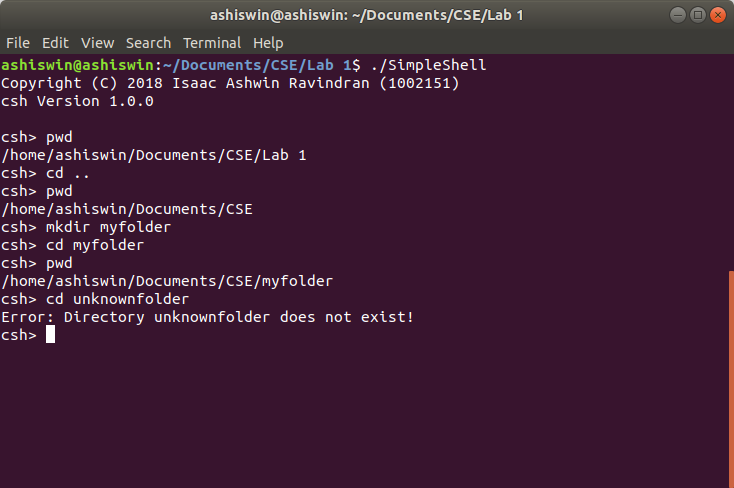 ashiswin@ashiswin: ~/Documents/CSE/Lab 1
File Edit View Search Terminal Help
ashiswin@ashiswin:~/Documents/CSE/Lab 1$ ./SimpleShell
Copyright (C) 2018 Isaac Ashwin Ravindran (1002151)
csh Version 1.0.0

csh> pwd
/home/ashiswin/Documents/CSE/Lab 1
csh> cd ..
csh> pwd
/home/ashiswin/Documents/CSE
csh> mkdir myfolder
csh> cd myfolder
csh> pwd
/home/ashiswin/Documents/CSE/myfolder
csh> cd unknownfolder
Error: Directory unknownfolder does not exist!
csh>